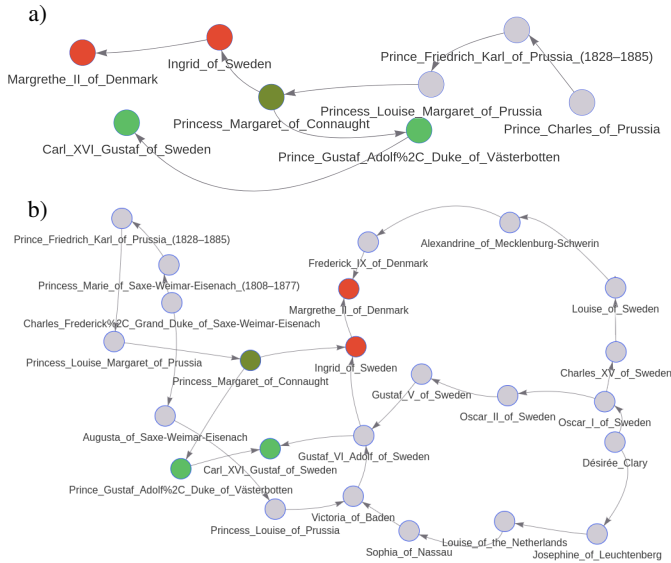 a)
Prince_Friedrich_Karl_of_Prussia_(1828–1885)
Ingrid_of_Sweden
Margrethe_II_of_Denmark
Princess_Louise_Margaret_of_Prussia
Princess_Margaret_of_Connaught
Prince_Charles_of_Prussia
Carl_XVI_Gustaf_of_Sweden
Prince_Gustaf_Adolf%2C_Duke_of_Västerbotten
b)
Prince_Friedrich_Karl_of_Prussia_(1828–1885)
Alexandrine_of_Mecklenburg-Schwerin
Frederick_IX_of_Denmark
Princess_Marie_of_Saxe-Weimar-Eisenach_(1808–1877)
Margrethe_II_of_Denmark
Louise_of_Sweden
Charles_Frederick%2C_Grand_Duke_of_Saxe-Weimar-Eisenach
Princess_Louise_Margaret_of_Prussia
Ingrid_of_Sweden
Charles_XV_of_Sweden
Princess_Margaret_of_Connaught
Gustaf_V_of_Sweden
Oscar_II_of_Sweden
Oscar_I_of_Sweden
Augusta_of_Saxe-Weimar-Eisenach
Gustaf_VI_Adolf_of_Sweden
Désirée_Clary
Carl_XVI_Gustaf_of_Sweden
Prince_Gustaf_Adolf%2C_Duke_of_Västerbotten
Victoria_of_Baden
Princess_Louise_of_Prussia
Louise_of_the_Netherlands
Sophia_of_Nassau
Josephine_of_Leuchtenberg